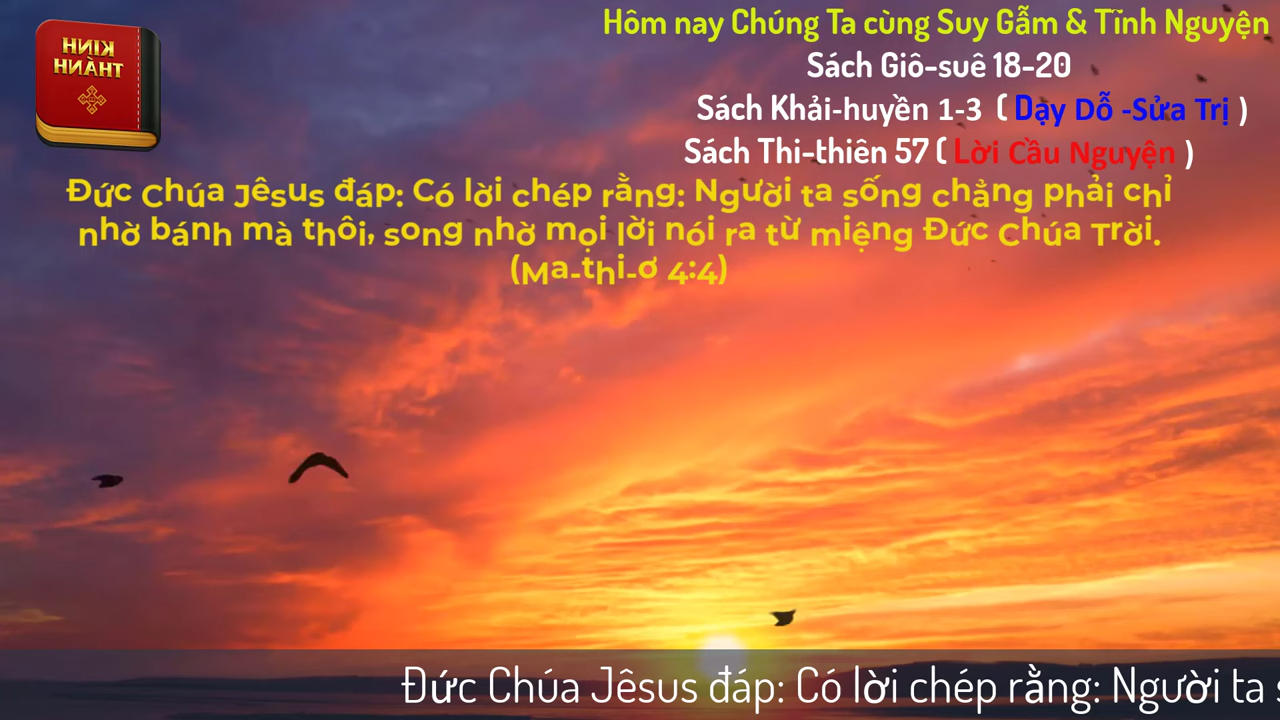 KINH
THÀNH
Hôm nay Chúng Ta cùng Suy Gẫm & Tĩnh Nguyện
Sách Giô-suê 18-20
Sách Khải-huyền 1-3 ( Dạy Dỗ -Sửa Trị )
Sách Thi-thiên 57 ( Lời Cầu Nguyện )
Đức Chúa Jêsus đáp: Có lời chép rằng: Người ta sống chẳng phải chỉ
nhờ bánh mà thôi, song nhờ mọi lời nói ra từ miệng Đức Chúa Trời.
(Ma-thi-ơ 4:4)
Đức Chúa Jêsus đáp: Có lời chép rằng: Người ta